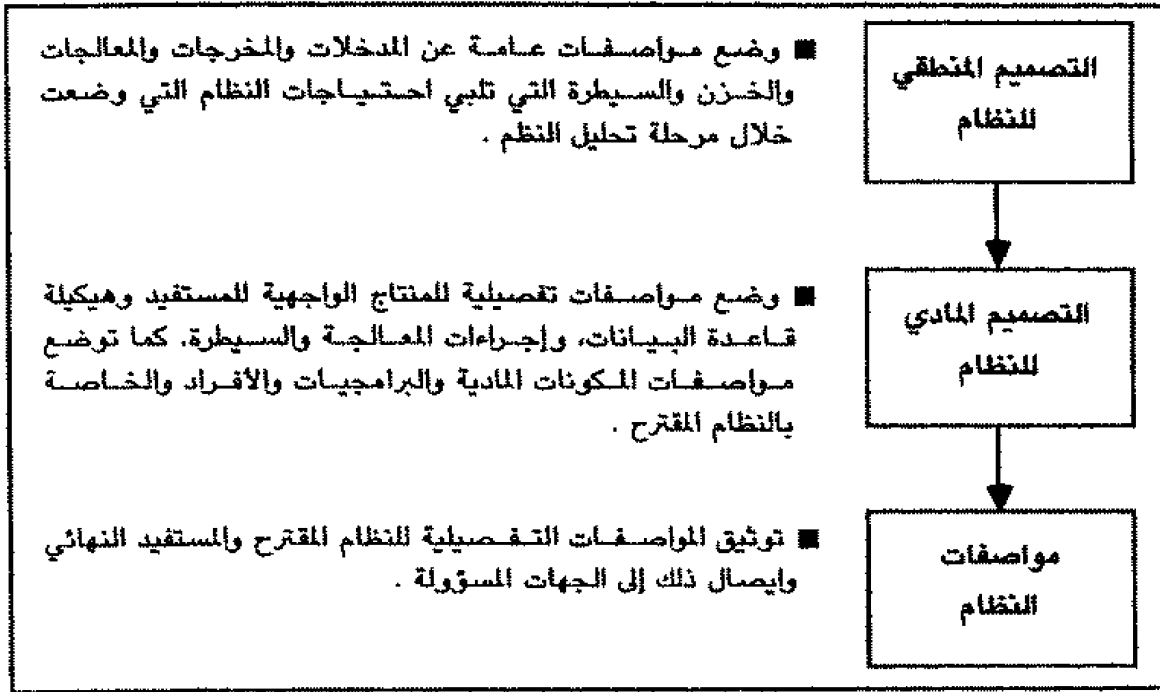 التصميم المنطقي
للنظام
■ وضع مواصفات عامة عن المدخلات والمخرجات والمعالجات
والخزن والسيطرة التي تلبي احتياجات النظام التي وضعت
خلال مرحلة تحليل النظم .
التصميم المادي
للنظام
■ وضع مواصفات تفصيلية للمنتاج الواجهية للمستفيد وهيكيلة
قاعدة البيانات، وإجراءات المعالجة والسيطرة. كما توضع
مواصفات المكونات المادية والبرامجيات والأفراد والخاصة
بالنظام المقترح .
مواصفات
النظام
■ توثيق المواصفات التفصيلية للنظام المقترح والمستفيد النهائي
وايصال ذلك إلى الجهات المسؤولة .